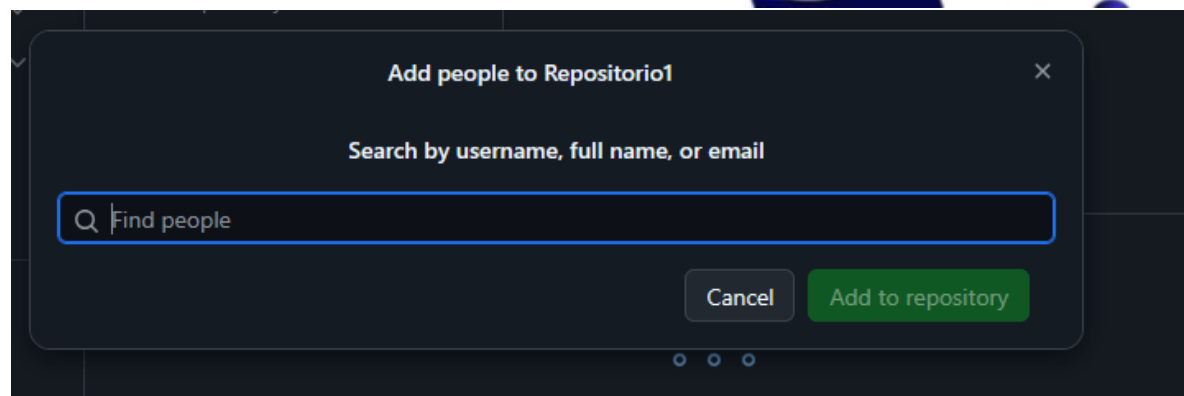 Add people to Repositorio1
Search by username, full name, or email
Find people
Cancel
Add to repository